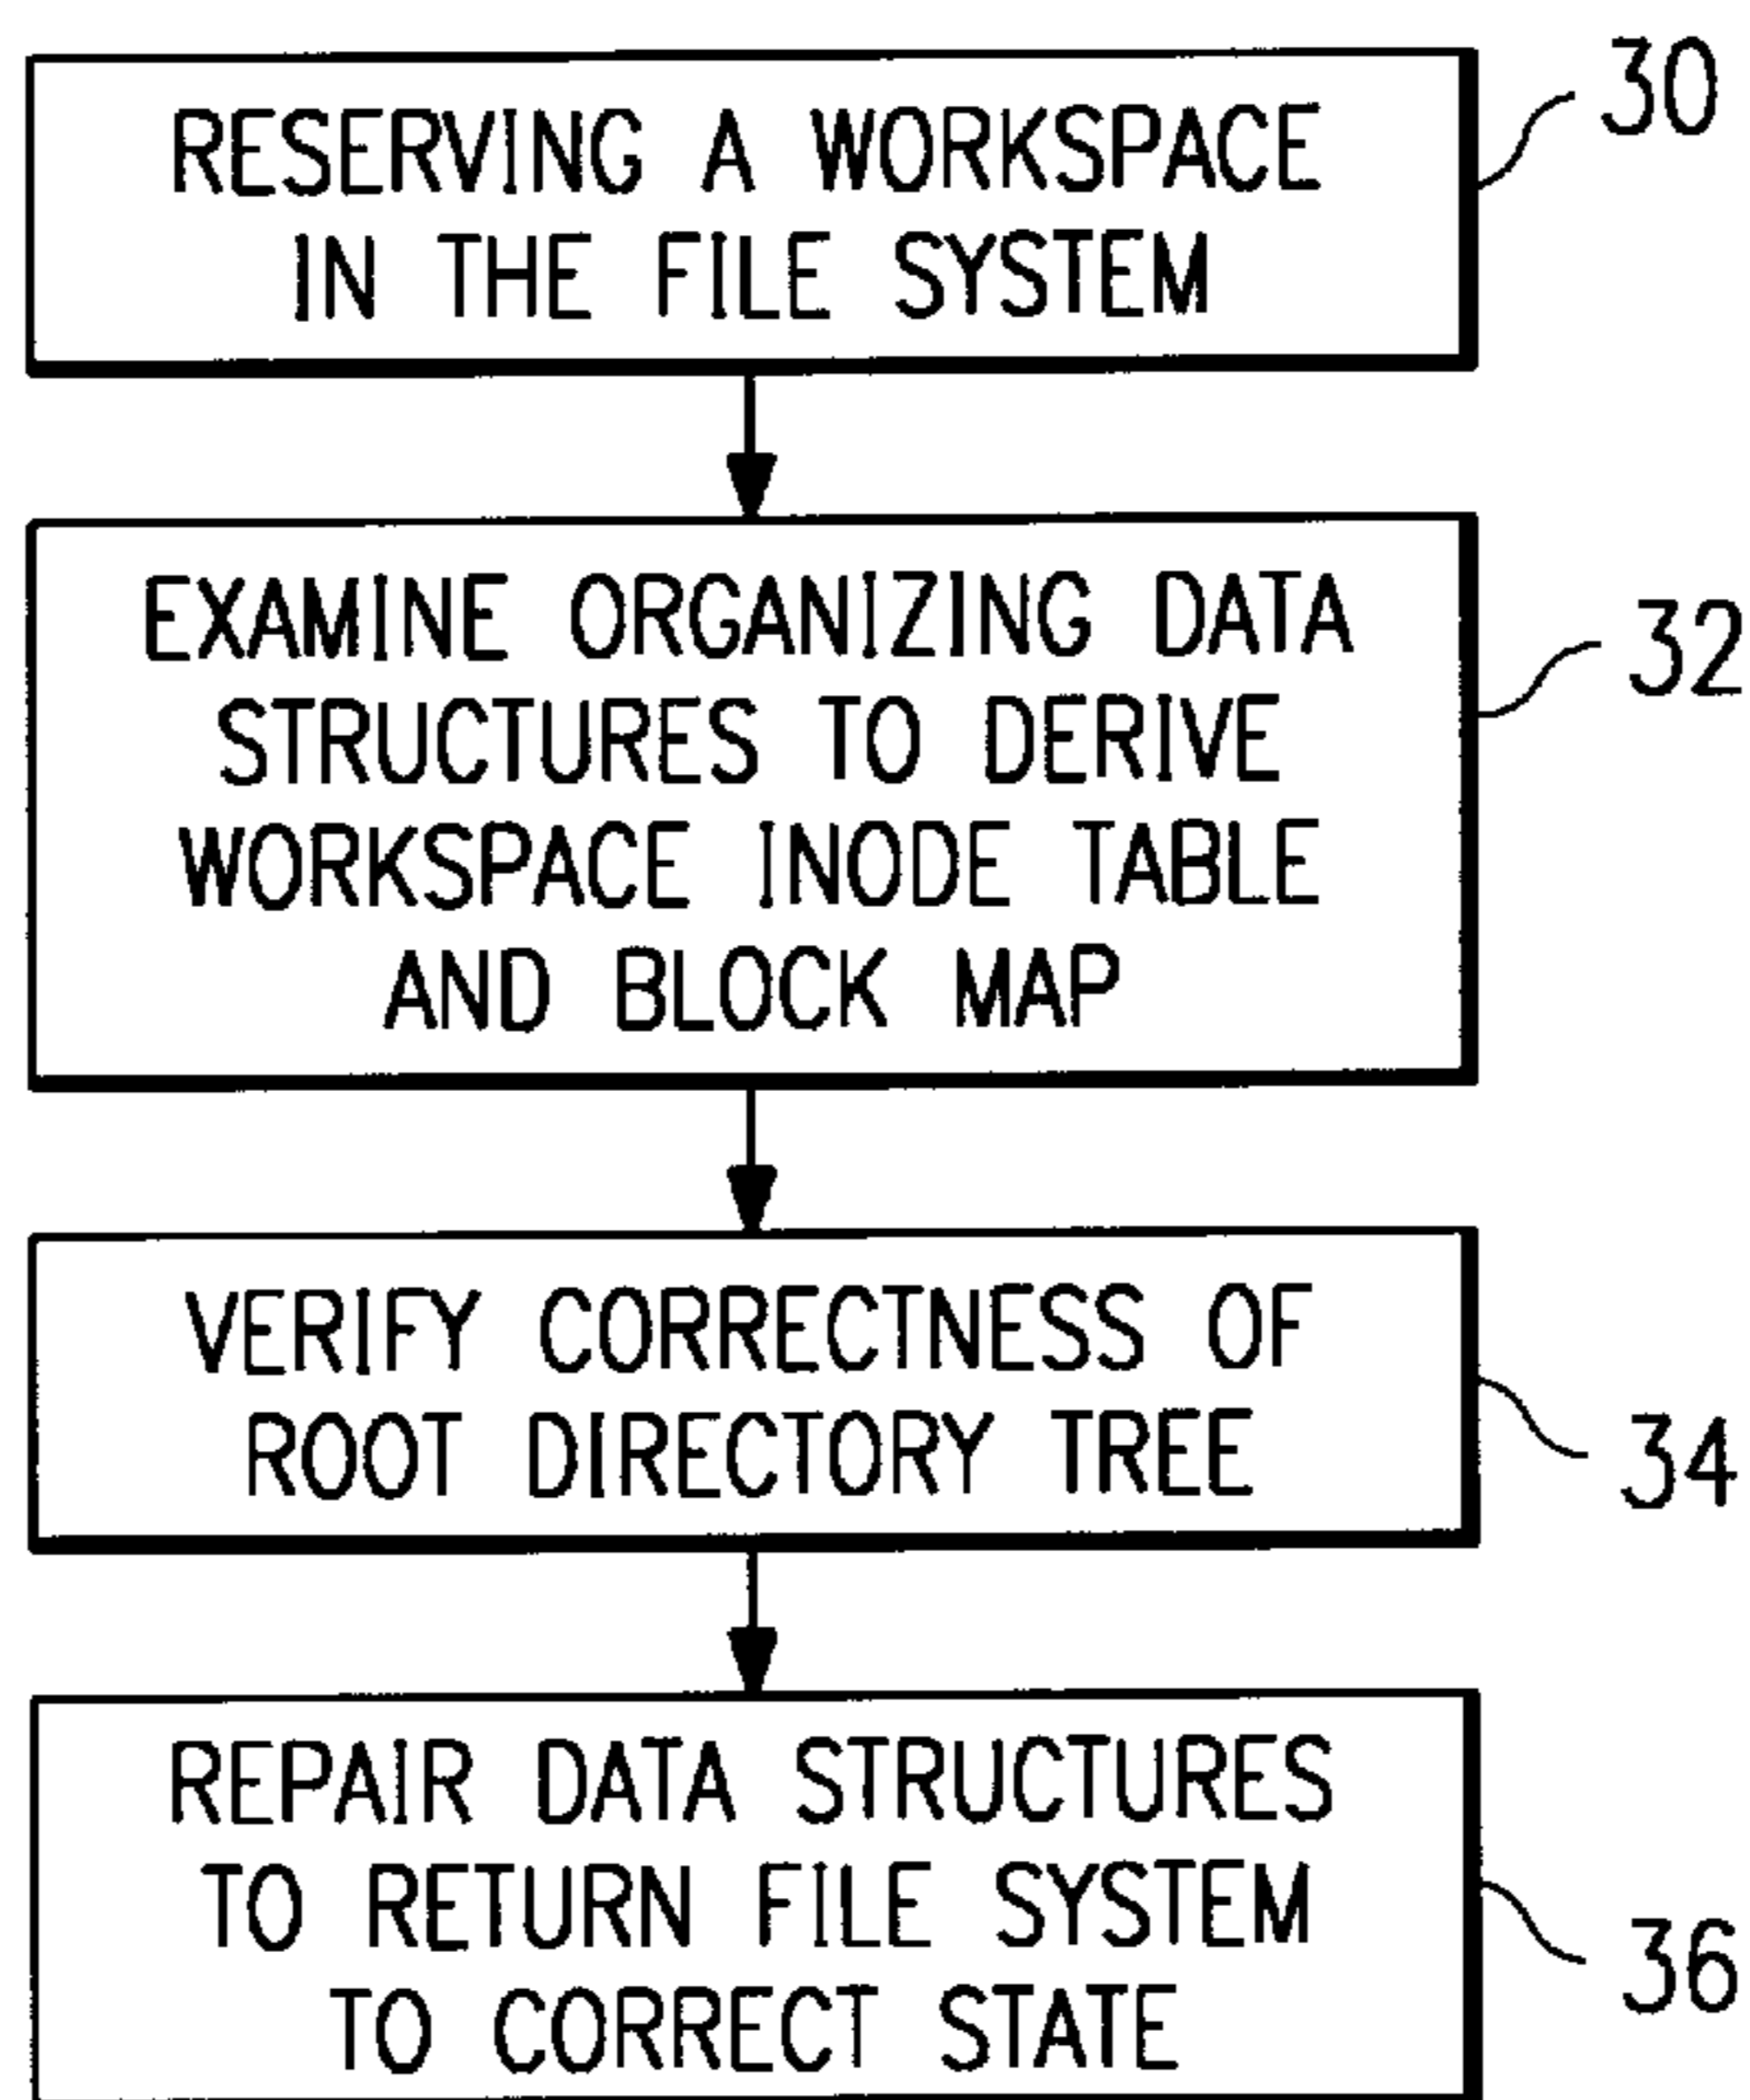 RESERVING A WORKSPACE
IN THE FILE SYSTEM
30
EXAMINE ORGANIZING DATA
STRUCTURES TO DERIVE
WORKSPACE INODE TABLE
AND BLOCK MAP
32
VERIFY CORRECTNESS OF
ROOT DIRECTORY TREE
34
REPAIR DATA STRUCTURES
TO RETURN FILE SYSTEM
TO CORRECT STATE
36